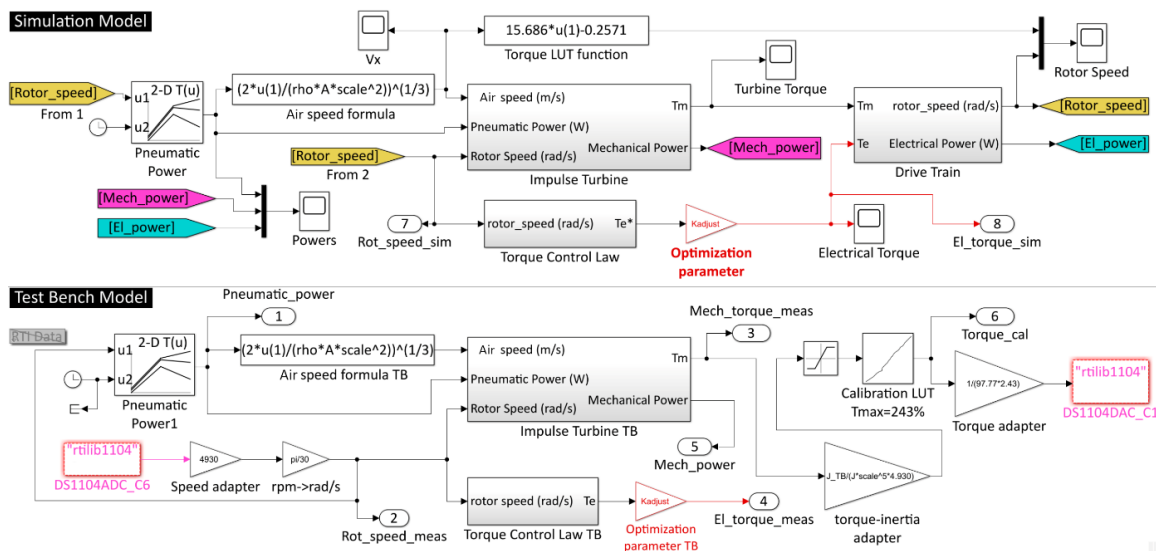 Simulation Model
Vx
15.686*u(1)-0.2571
Torque LUT function
Rotor Speed
[Rotor_speed]
From 1
2-D T(u)
u1
u2
Pneumatic
Power
(2*u(1)/(rho*A*scale^2))^(1/3)
Air speed formula
[Rotor_speed]
From 2
Air speed (m/s)
Pneumatic Power (W)
Rotor Speed (rad/s)
Tm
Mechanical Power
Impulse Turbine
Turbine Torque
[Mech_power]
Tm
Te
rotor_speed (rad/s)
Electrical Power (W)
Drive Train
[Rotor_speed]
[El_power]
[Mech_power]
[El_power]
Powers
7
Rot_speed_sim
rotor_speed (rad/s)
Te*
Torque Control Law
Kadjust
Optimization
parameter
Electrical Torque
8
El_torque_sim
Test Bench Model
RTI Data
Pneumatic_power
1
2-D T(u)
u1
u2
Pneumatic
Power1
(2*u(1)/(rho*A*scale^2))^(1/3)
Air speed formula TB
Air speed (m/s)
Pneumatic Power (W)
Rotor Speed (rad/s)
Tm
Mechanical Power
Impulse Turbine TB
Mech_torque_meas
3
5
Mech_power
Calibration LUT
Tmax=243%
6
Torque_cal
1/(97.77*2.43)
Torque adapter
"rtilib1104"
DS1104DAC_C1
"rtilib1104"
DS1104ADC_C6
4930
Speed adapter
pi/30
rpm->rad/s
2
Rot_speed_meas
rotor speed (rad/s)
Te
Torque Control Law TB
Kadjust
Optimization
parameter TB
4
El_torque_meas
J_TB/(J*scale^5*4.930)
torque-inertia
adapter